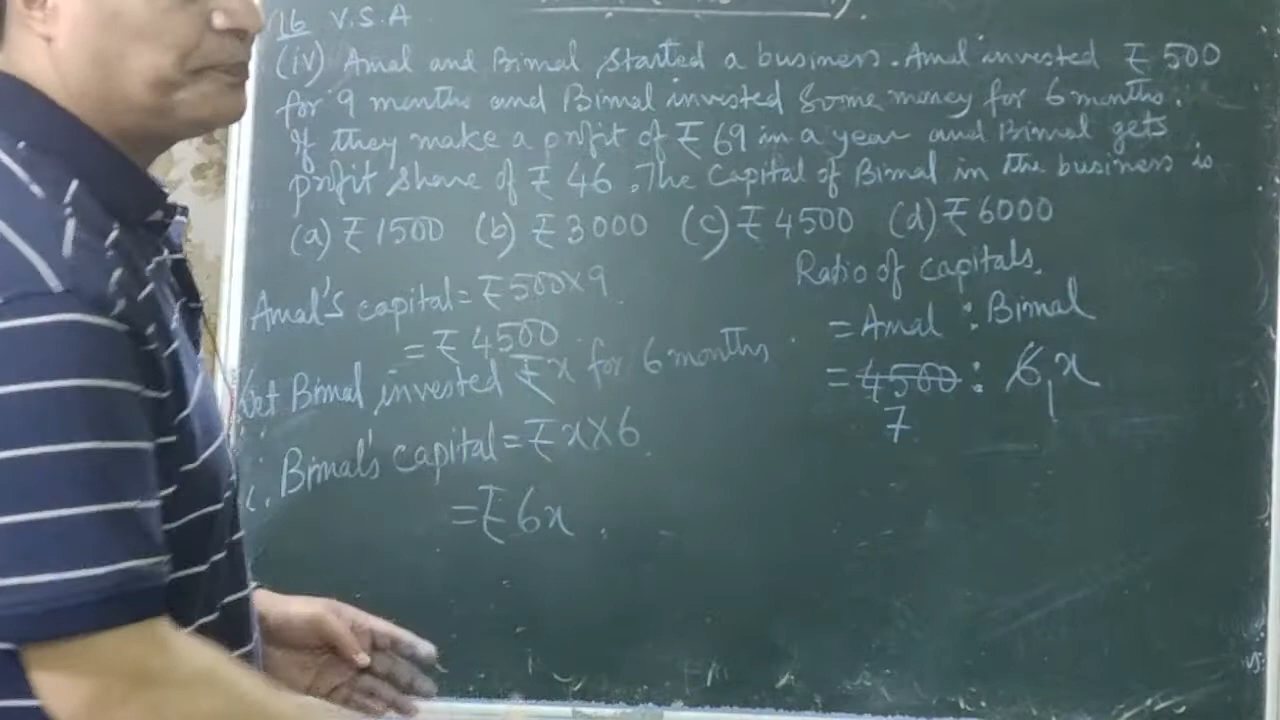 16 V.S.A
(iv) Amal and Bimal started a business. Amal invested ₹ 500
for 9 months and Bimal invested some money for 6 months.
If they make a profit of ₹ 69 in a year and Bimal gets
profit share of ₹ 46. The Capital of Bimal in the business is
(a) ₹ 1500 (b) ₹ 3000 (c) ₹ 4500 (d) ₹ 6000
Amal's capital = ₹ 500 × 9
= ₹ 4500
Let Bimal invested ₹ x for 6 months
∴ Bimal's capital = ₹ x × 6
= ₹ 6x.
Ratio of capitals.
= Amal : Bimal
= 4500 : 6x
7 1